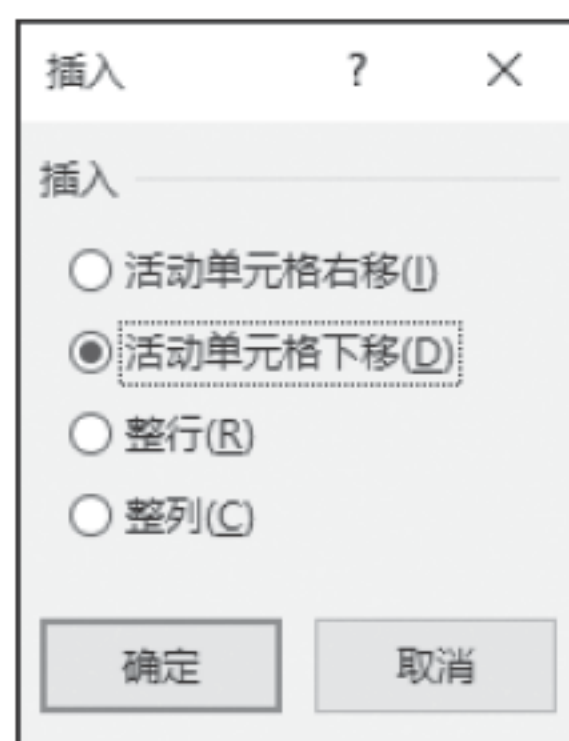 插入 ? ×
插入
活动单元格右移(I)
活动单元格下移(D)
整行(R)
整列(C)
确定 取消